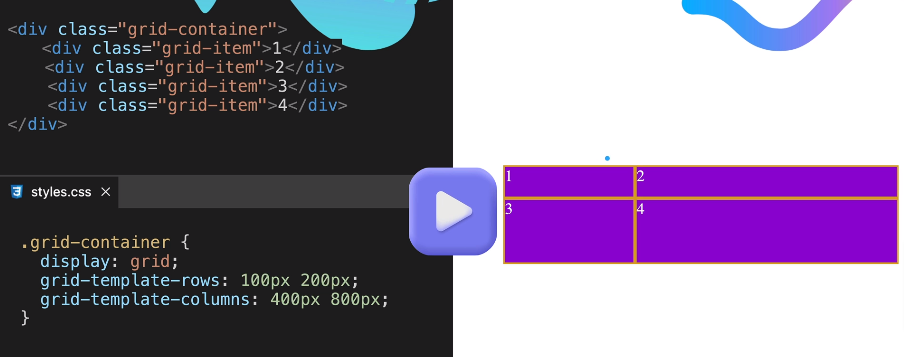 <div class="grid-container">
<div class="grid-item">1</div>
<div class="grid-item">2</div>
<div class="grid-item">3</div>
<div class="grid-item">4</div>
</div>
styles.css
.grid-container {
display: grid;
grid-template-rows: 100px 200px;
grid-template-columns: 400px 800px;
}
1 2
3 4